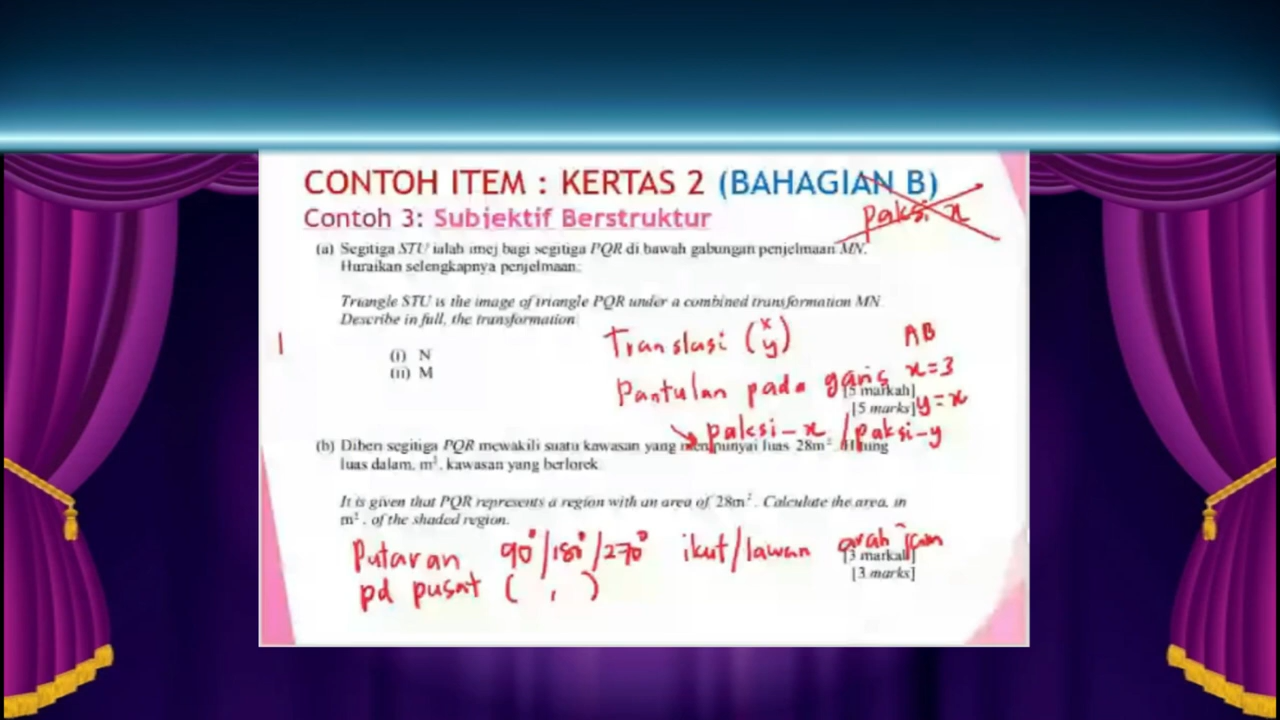 CONTOH ITEM : KERTAS 2 (BAHAGIAN B)
paksi x
Contoh 3: Subjektif Berstruktur
(a) Segitiga STU ialah imej bagi segitiga PQR di bawah gabungan penjelmaan MN.
Huraikan selengkapnya penjelmaan:
Triangle STU is the image of triangle PQR under a combined transformation MN
Describe in full, the transformation
(i) N
(ii) M
Translasi (x y)
AB
Pantulan pada garis x=3
[5 markah]
[5 marks]
y=x
paksi-x / paksi-y
(b) Diberi segitiga PQR mewakili suatu kawasan yang mempunyai luas 28m². Hitung
luas dalam, m², kawasan yang berlorek
It is given that PQR represents a region with an area of 28m². Calculate the area, in
m², of the shaded region.
Putaran 90°/180°/270° ikut/lawan arah jam
pd pusat ( , )
[3 markah]
[3 marks]